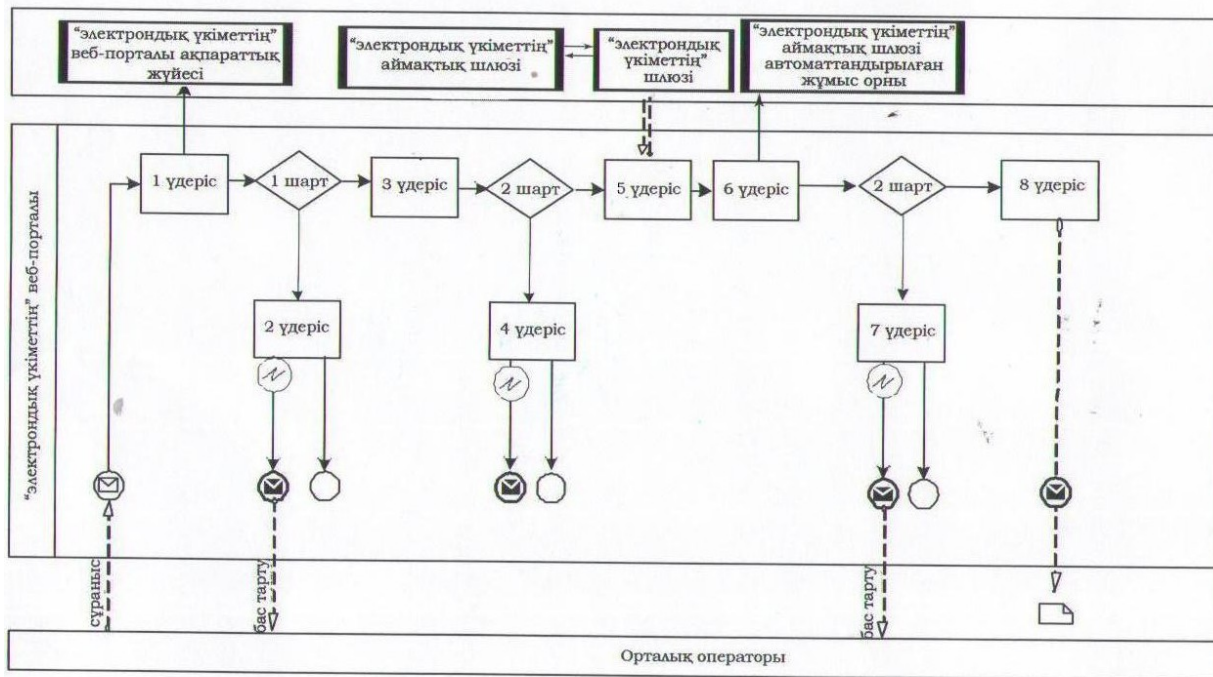 “электрондық үкіметтің”
веб-порталы ақпараттық
жүйесі
“электрондық үкіметтің”
аймақтық шлюзі
“электрондық
үкіметтің”
шлюзі
“электрондық үкіметтің”
аймақтық шлюзі
автоматтандырылған
жұмыс орны
“электрондық үкіметтің” веб-порталы
1 үдеріс
1 шарт
3 үдеріс
2 шарт
5 үдеріс
6 үдеріс
2 шарт
8 үдеріс
2 үдеріс
4 үдеріс
7 үдеріс
сұраныс
бас тарту
бас тарту
Орталық операторы